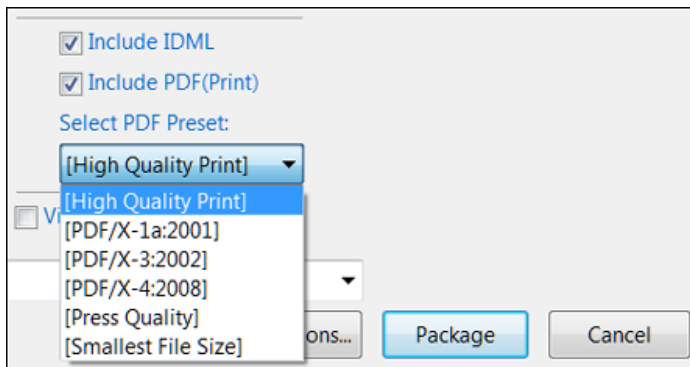 Include IDML
Include PDF(Print)
Select PDF Preset:
[High Quality Print]
[High Quality Print]
[PDF/X-1a:2001]
[PDF/X-3:2002]
[PDF/X-4:2008]
[Press Quality]
[Smallest File Size]
Package
Cancel